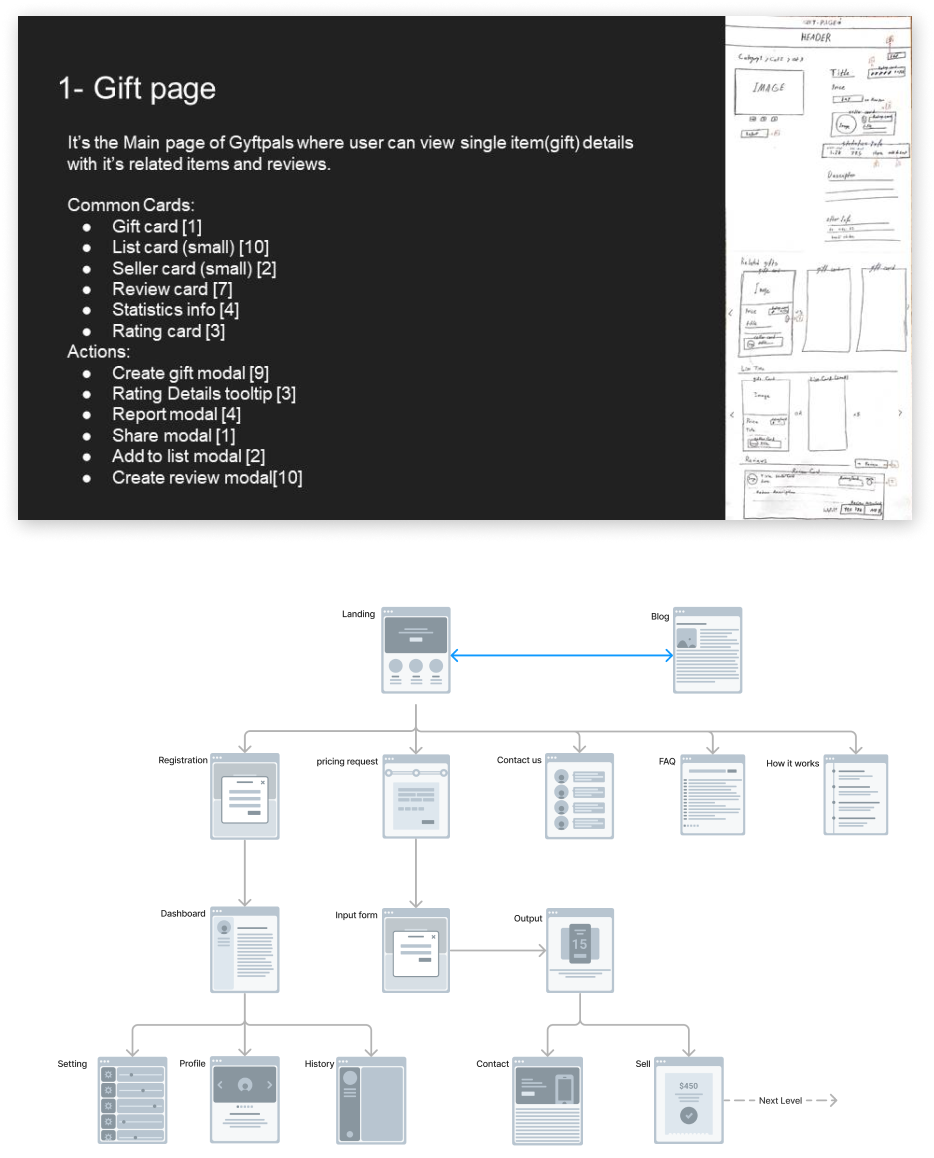 1- Gift page
It's the Main page of Gyftpals where user can view single item(gift) details
with it's related items and reviews.
Common Cards:
● Gift card [1]
● List card (small) [10]
● Seller card (small) [2]
● Review card [7]
● Statistics info [4]
● Rating card [3]
Actions:
● Create gift modal [9]
● Rating Details tooltip [3]
● Report modal [4]
● Share modal [1]
● Add to list modal [2]
● Create review modal[10]
HEADER
IMAGE
Title
Price
Description
Related gifts
gift card
gift card
gift card
Image
Price
title
List Title
Image
Price
Title
Reviews
Review Card
Landing
Blog
Registration
pricing request
Contact us
FAQ
How it works
Dashboard
Input form
Output
15
Setting
Profile
History
Contact
Sell
$450
Next Level